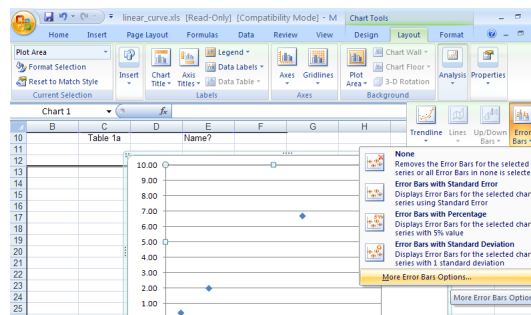 linear_curve.xls [Read-Only] [Compatibility Mode] - M
Chart Tools
Home Insert Page Layout Formulas Data Review View Design Layout Format
Plot Area
Format Selection
Reset to Match Style
Current Selection
Insert
Chart Title
Axis Titles
Legend
Data Labels
Data Table
Labels
Axes
Gridlines
Axes
Plot Area
Chart Wall
Chart Floor
3-D Rotation
Background
Analysis
Properties
Chart 1
fx
Trendline
Lines
Up/Down Bars
Error Bars
B C D E F G H
10 Table 1a Name?
11
12
13
14
15
16
17
18
19
20
21
22
23
24
25
10.00
9.00
8.00
7.00
6.00
5.00
4.00
3.00
2.00
1.00
None
Removes the Error Bars for the selected
series or all Error Bars in none is selecte
Error Bars with Standard Error
Displays Error Bars for the selected char
series using Standard Error
Error Bars with Percentage
Displays Error Bars for the selected char
series with 5% value
Error Bars with Standard Deviation
Displays Error Bars for the selected char
series with 1 standard deviation
More Error Bars Options...
More Error Bars Option